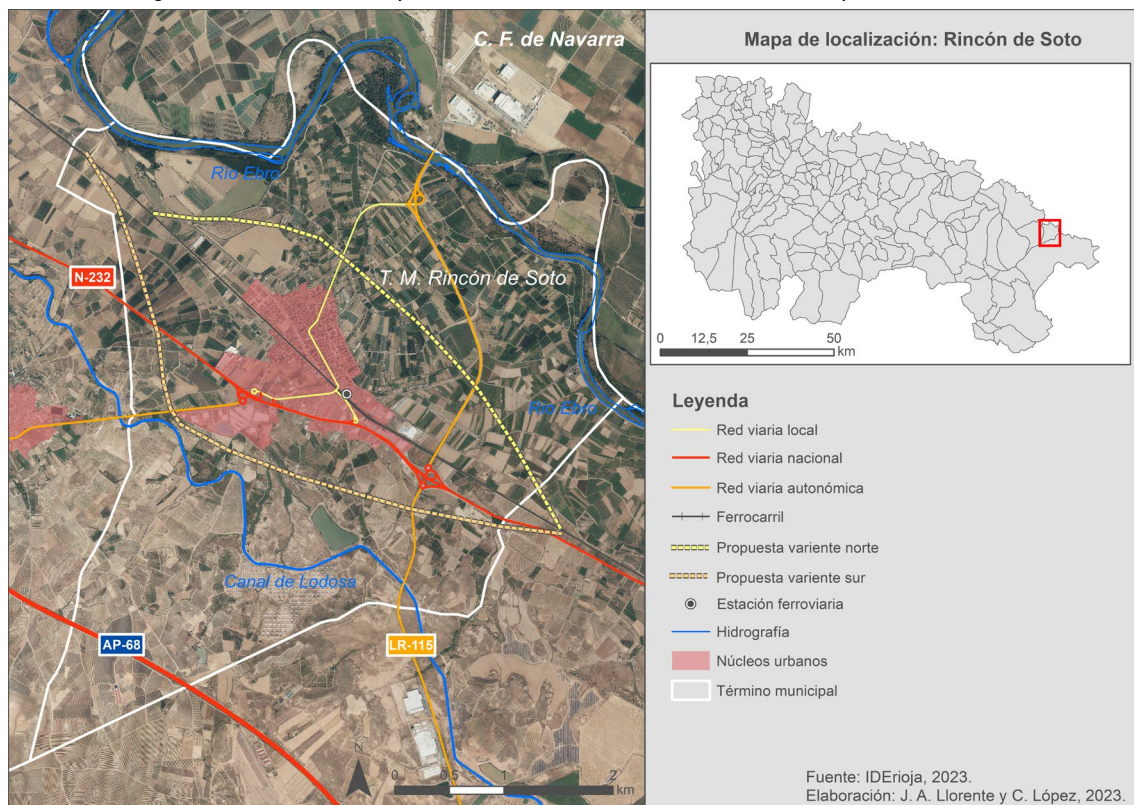 C. F. de Navarra
Río Ebro
N-232
T. M. Rincón de Soto
Río Ebro
Canal de Lodosa
AP-68
LR-115
N
0 0,5 1 2
km
Mapa de localización: Rincón de Soto
0 12,5 25 50
km
Leyenda
Red viaria local
Red viaria nacional
Red viaria autonómica
Ferrocarril
Propuesta variente norte
Propuesta variente sur
Estación ferroviaria
Hidrografía
Núcleos urbanos
Término municipal
Fuente: IDErioja, 2023.
Elaboración: J. A. Llorente y C. López, 2023.